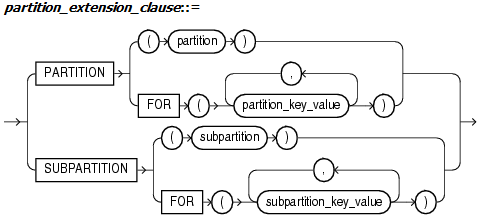 partition_extension_clause::=
( partition )
PARTITION
,
FOR ( partition_key_value )
( subpartition )
SUBPARTITION
,
FOR ( subpartition_key_value )